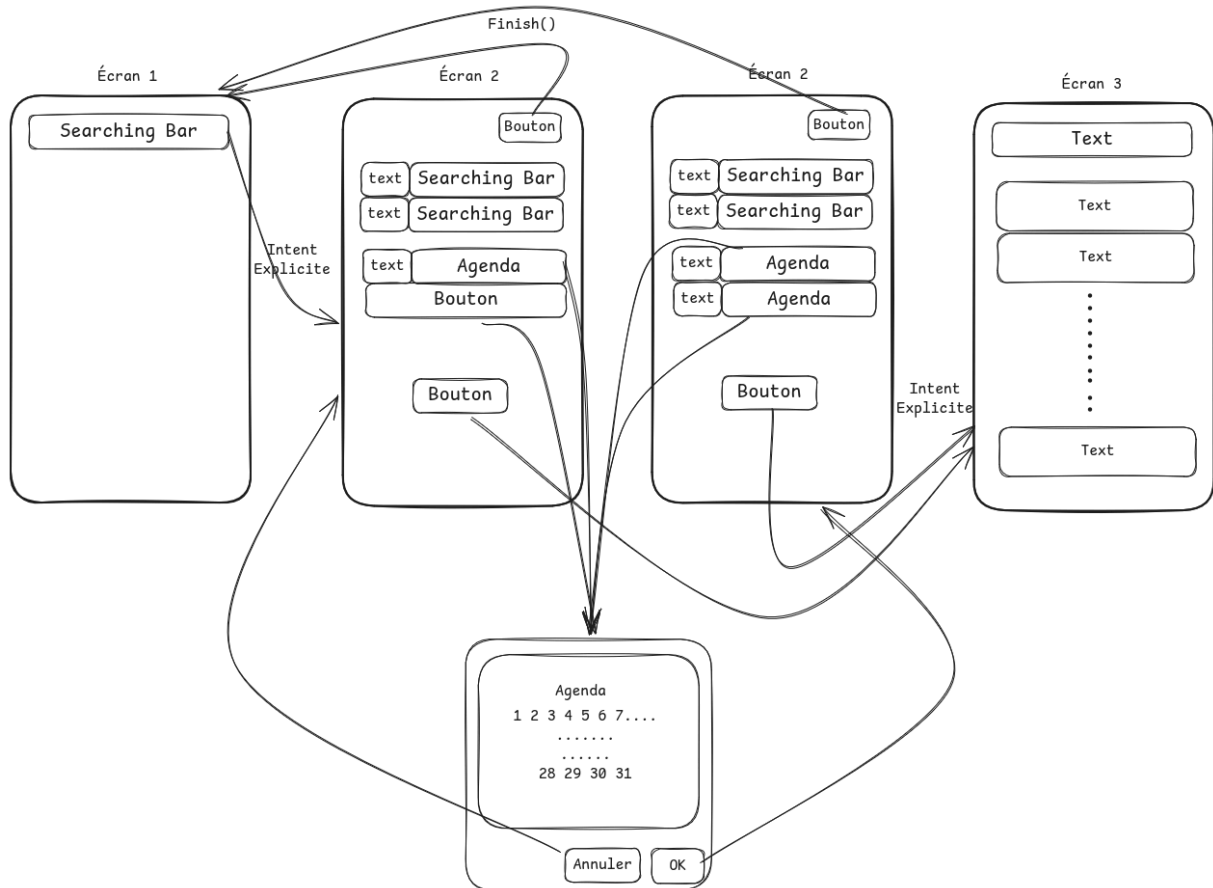 Finish()
Écran 1
Searching Bar
Intent
Explicite
Écran 2
Bouton
text Searching Bar
text Searching Bar
text Agenda
Bouton
Bouton
Écran 2
Bouton
text Searching Bar
text Searching Bar
text Agenda
text Agenda
Bouton
Intent
Explicite
Écran 3
Text
Text
Text
Text
Agenda
1 2 3 4 5 6 7....
.......
......
28 29 30 31
Annuler OK